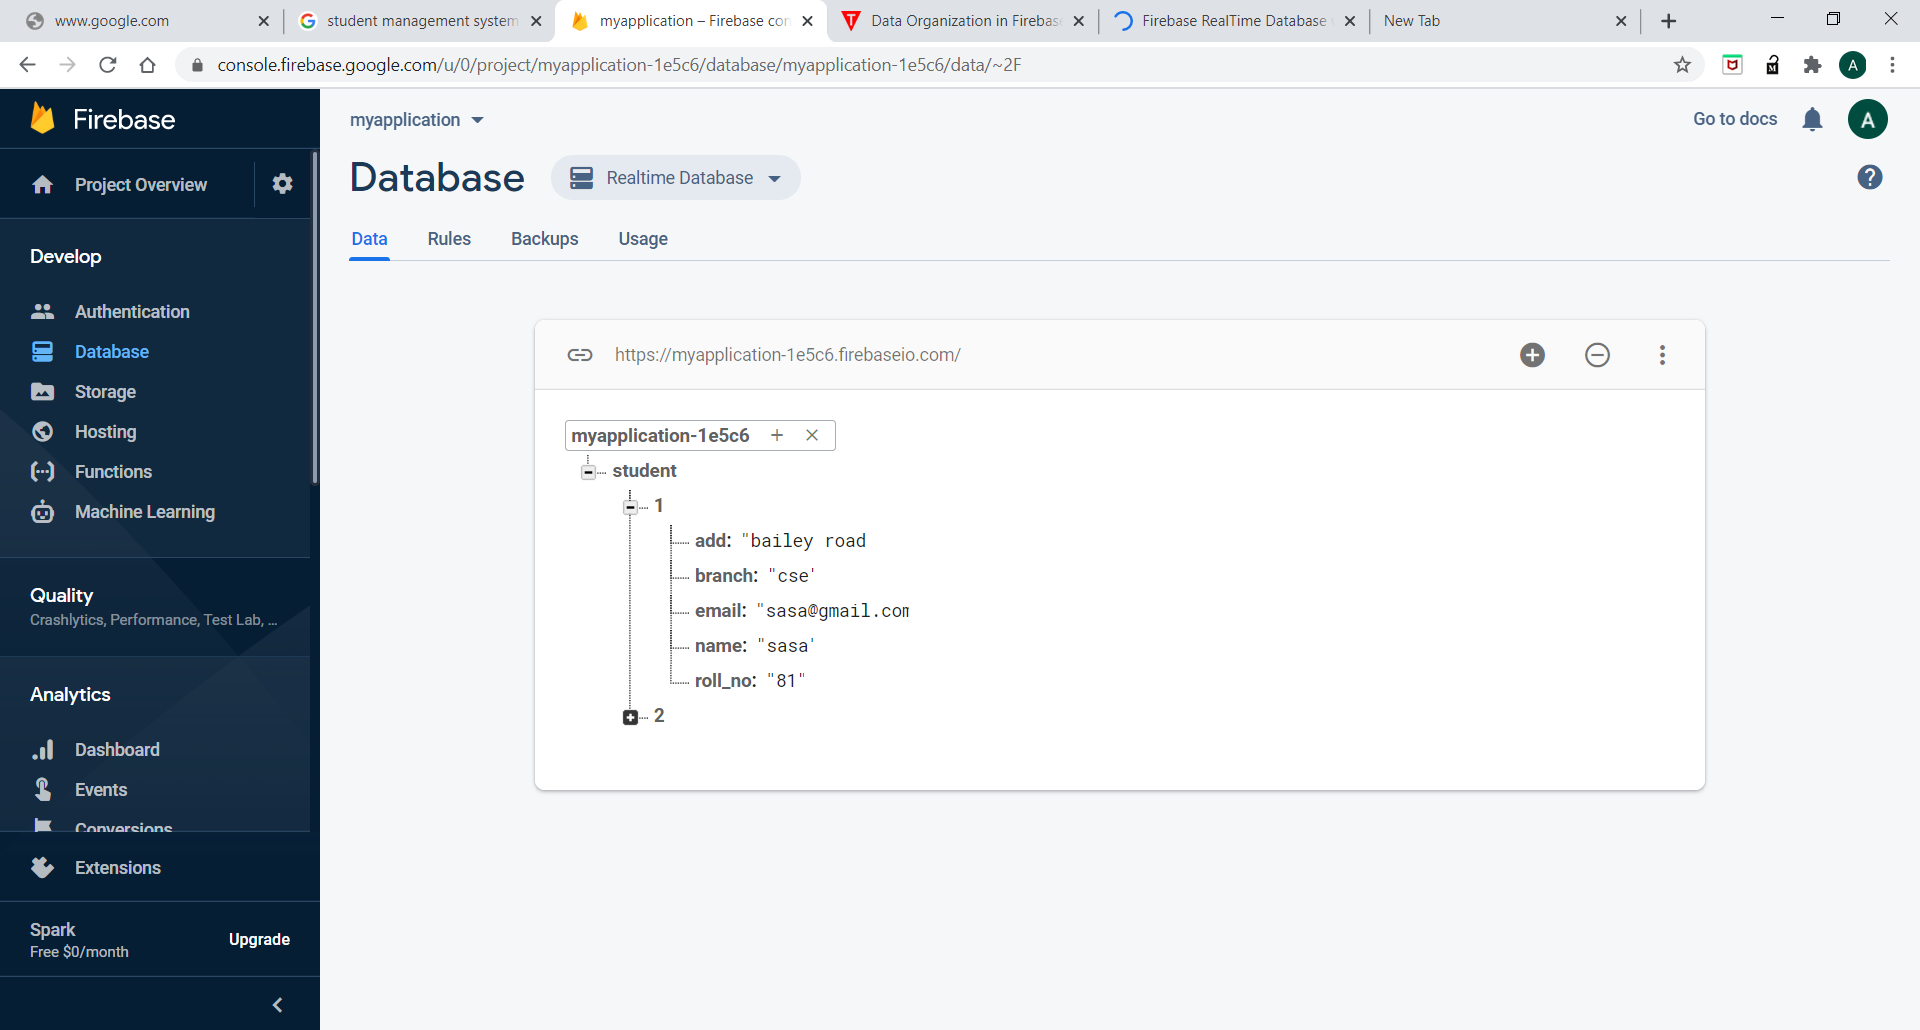 www.google.com
student management system
myapplication – Firebase con
Data Organization in Firebas
Firebase RealTime Database
New Tab
console.firebase.google.com/u/0/project/myapplication-1e5c6/database/myapplication-1e5c6/data/~2F
A
Firebase
myapplication
Go to docs
A
Project Overview
Database
Realtime Database
?
Data
Rules
Backups
Usage
Develop
Authentication
Database
Storage
Hosting
Functions
Machine Learning
https://myapplication-1e5c6.firebaseio.com/
myapplication-1e5c6
student
1
add: "bailey road
branch: "cse'
email: "sasa@gmail.com
name: "sasa'
roll_no: "81"
2
Quality
Crashlytics, Performance, Test Lab, ...
Analytics
Dashboard
Events
Conversions
Extensions
Spark
Free $0/month
Upgrade